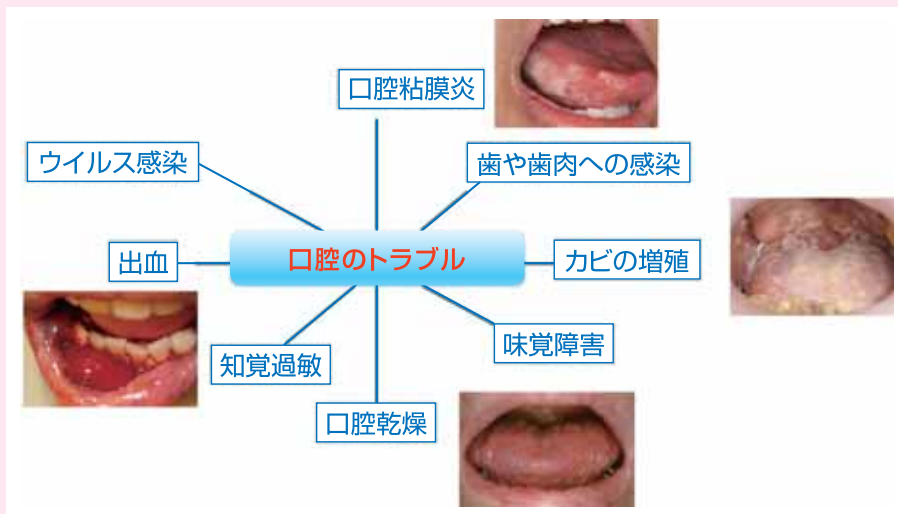 口腔粘膜炎
ウイルス感染
歯や歯肉への感染
出血
口腔のトラブル
カビの増殖
知覚過敏
味覚障害
口腔乾燥